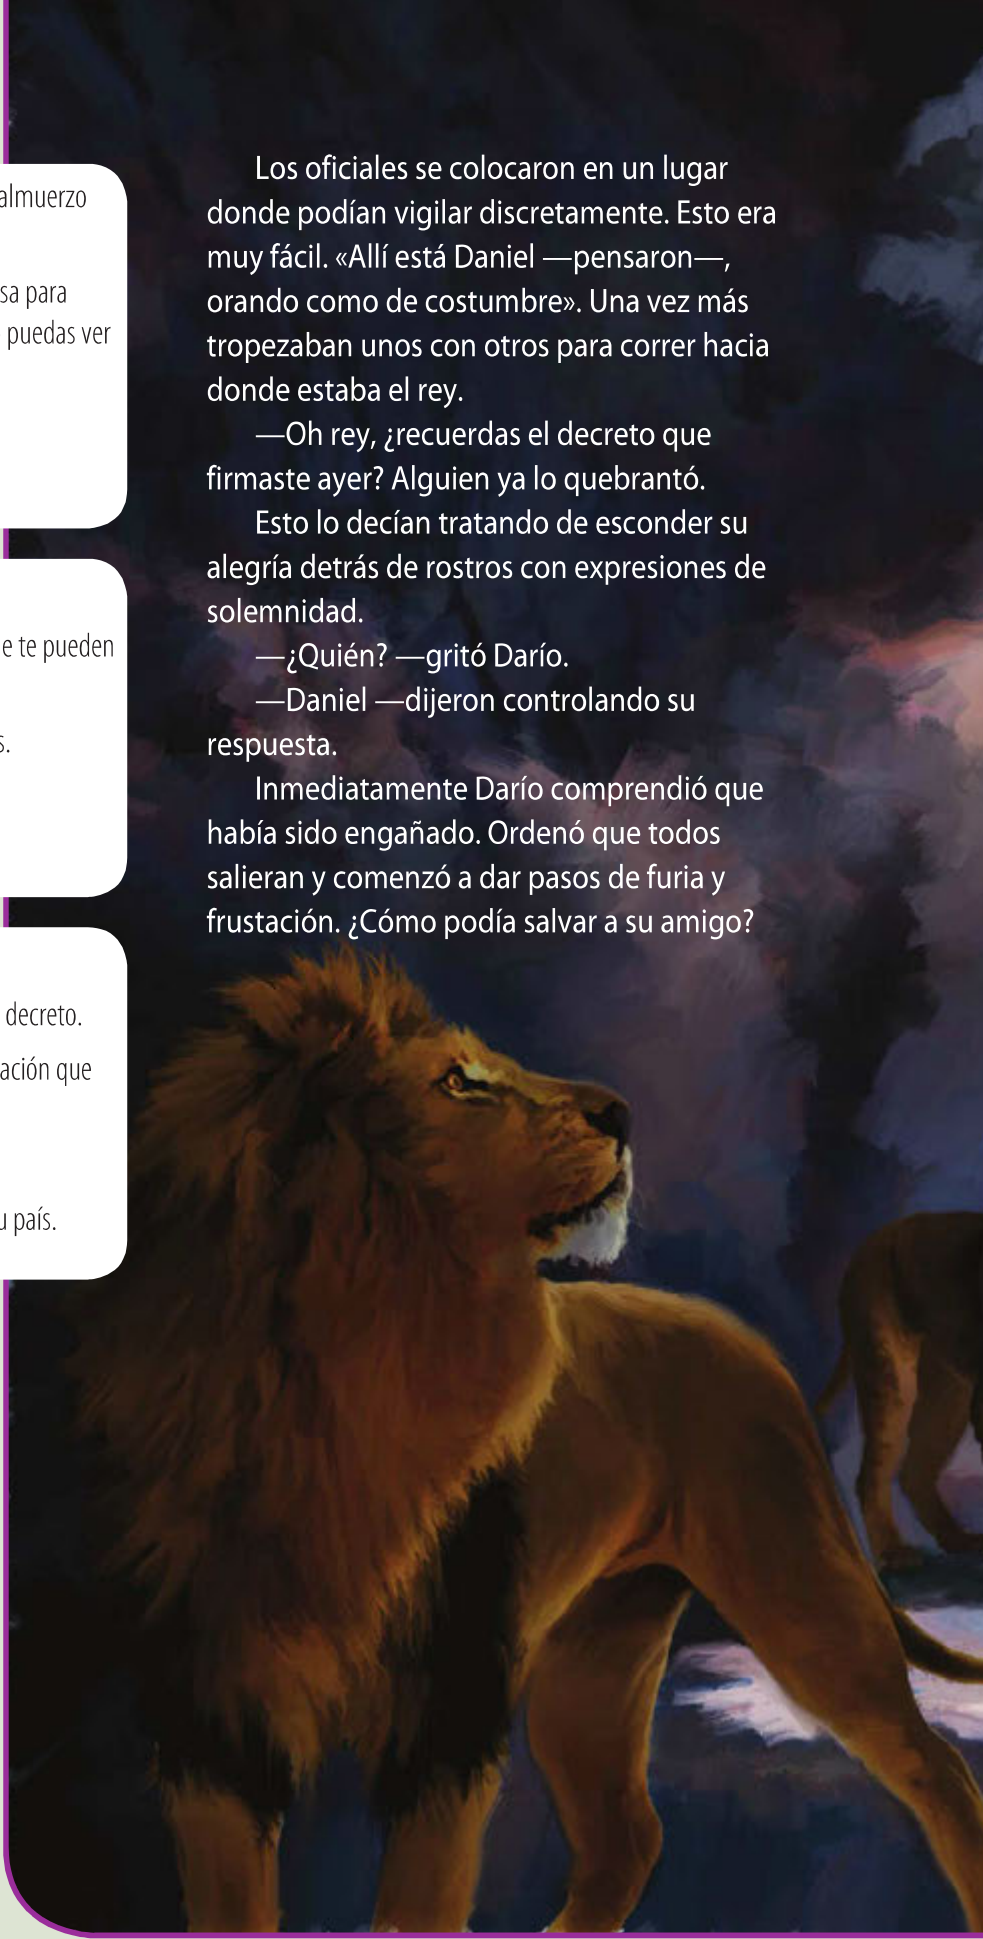 almuerzo
sa para
puedas ver
e te pueden
s.
decreto.
ación que
u país.
Los oficiales se colocaron en un lugar
donde podían vigilar discretamente. Esto era
muy fácil. «Allí está Daniel —pensaron—,
orando como de costumbre». Una vez más
tropezaban unos con otros para correr hacia
donde estaba el rey.
—Oh rey, ¿recuerdas el decreto que
firmaste ayer? Alguien ya lo quebrantó.
Esto lo decían tratando de esconder su
alegría detrás de rostros con expresiones de
solemnidad.
—¿Quién? —gritó Darío.
—Daniel —dijeron controlando su
respuesta.
Inmediatamente Darío comprendió que
había sido engañado. Ordenó que todos
salieran y comenzó a dar pasos de furia y
frustación. ¿Cómo podía salvar a su amigo?